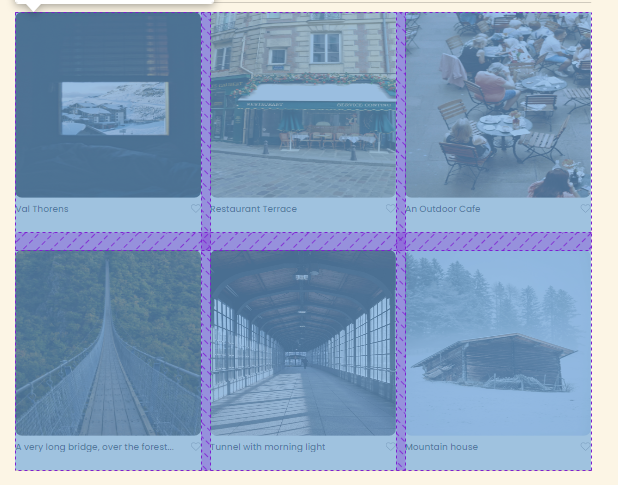 Val Thorens
Restaurant Terrace
An Outdoor Cafe
A very long bridge, over the forest...
Tunnel with morning light
Mountain house